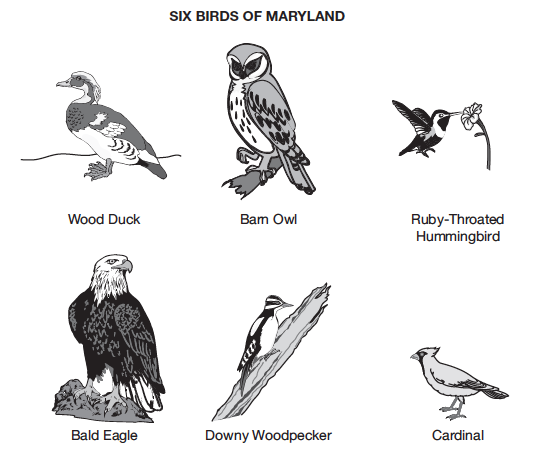 SIX BIRDS OF MARYLAND
Wood Duck
Barn Owl
Ruby-Throated
Hummingbird
Bald Eagle
Downy Woodpecker
Cardinal